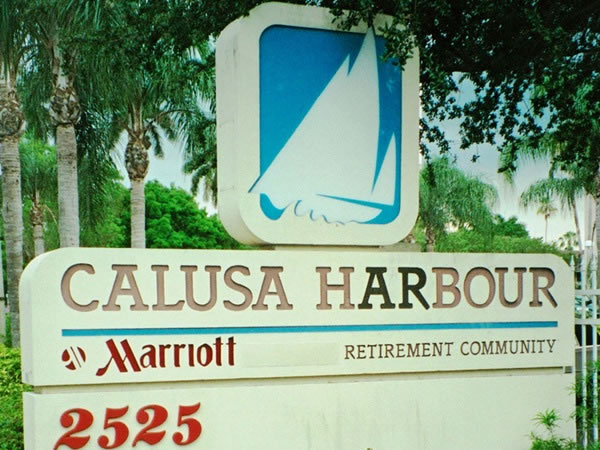 CALUSA HARBOUR
Marriott RETIREMENT COMMUNITY
2525